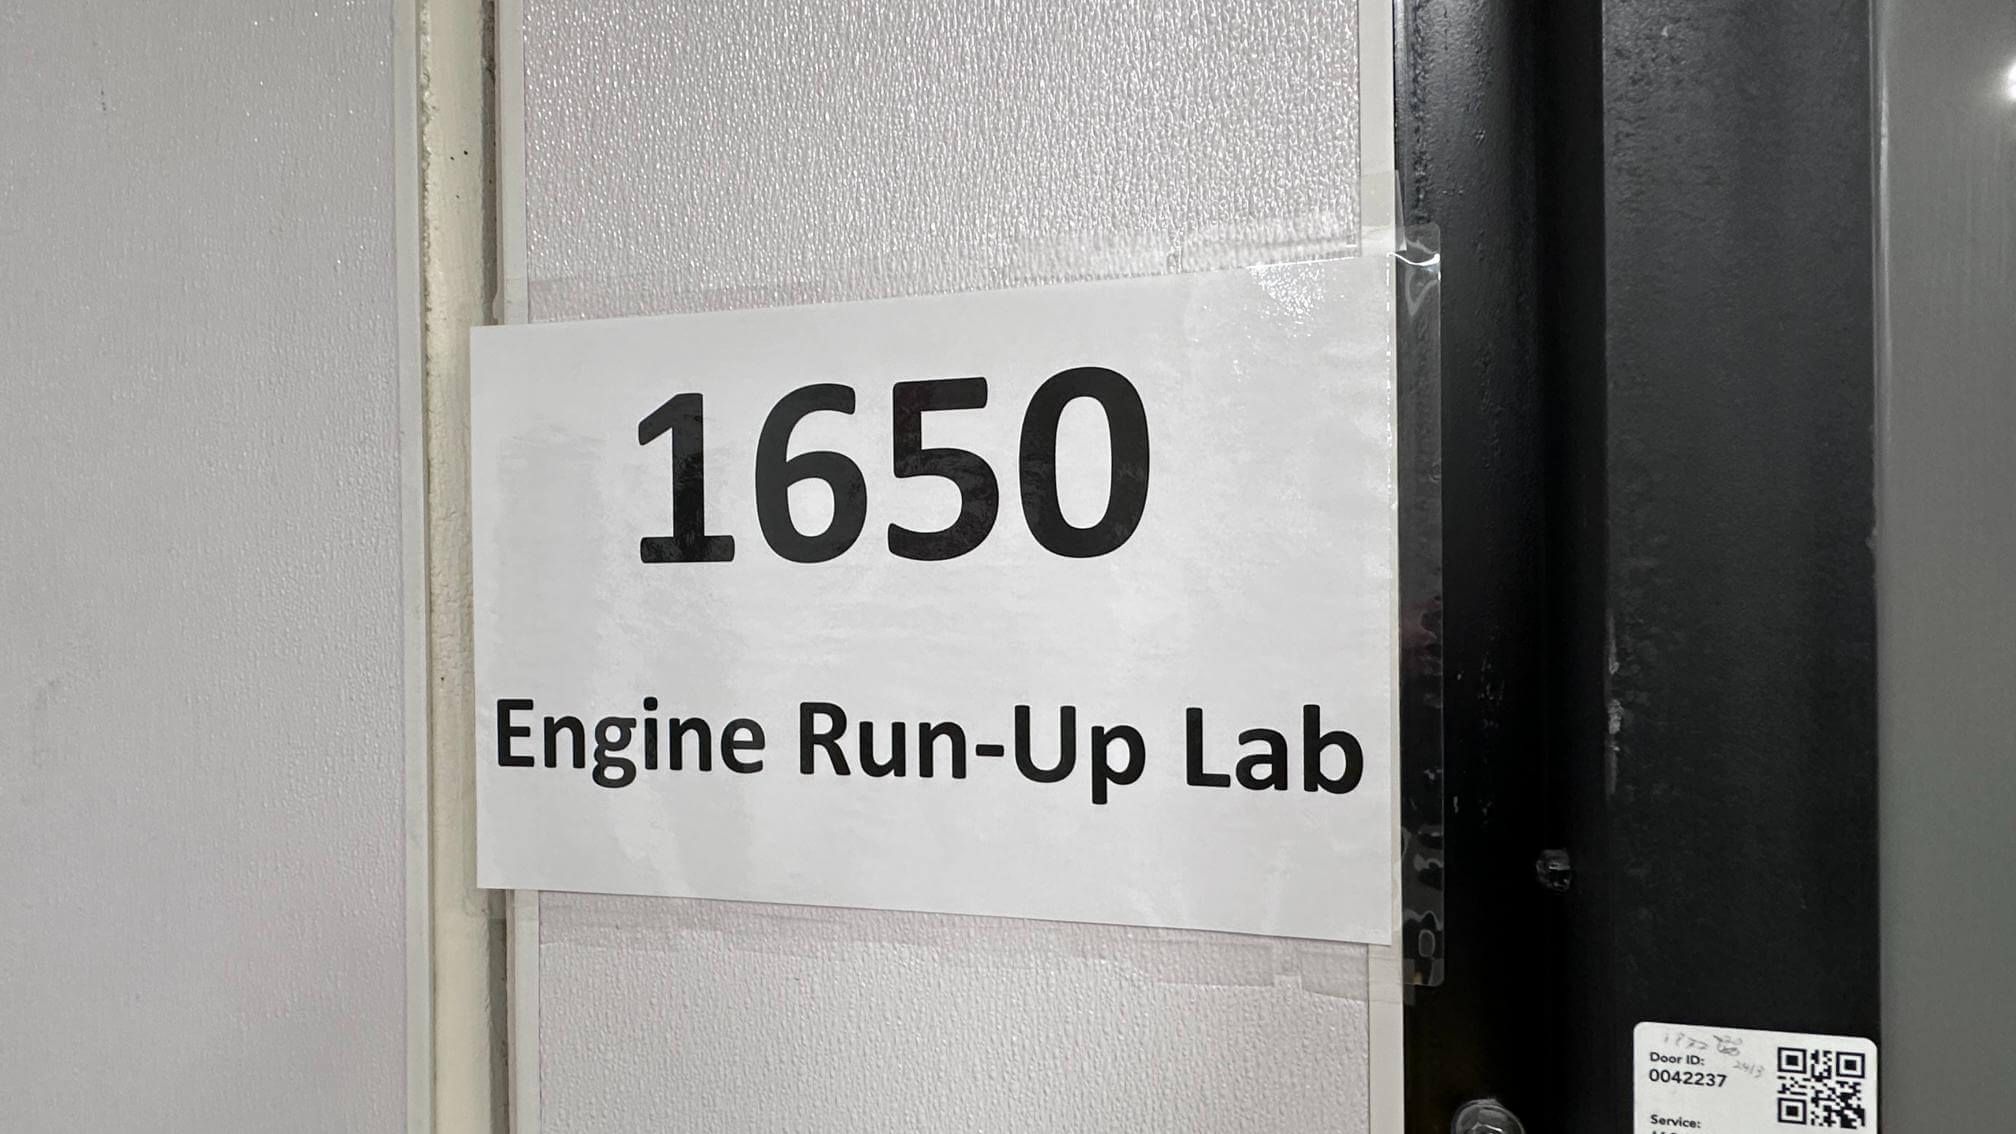 1650
Engine Run-Up Lab
Door ID:
0042237
Service: